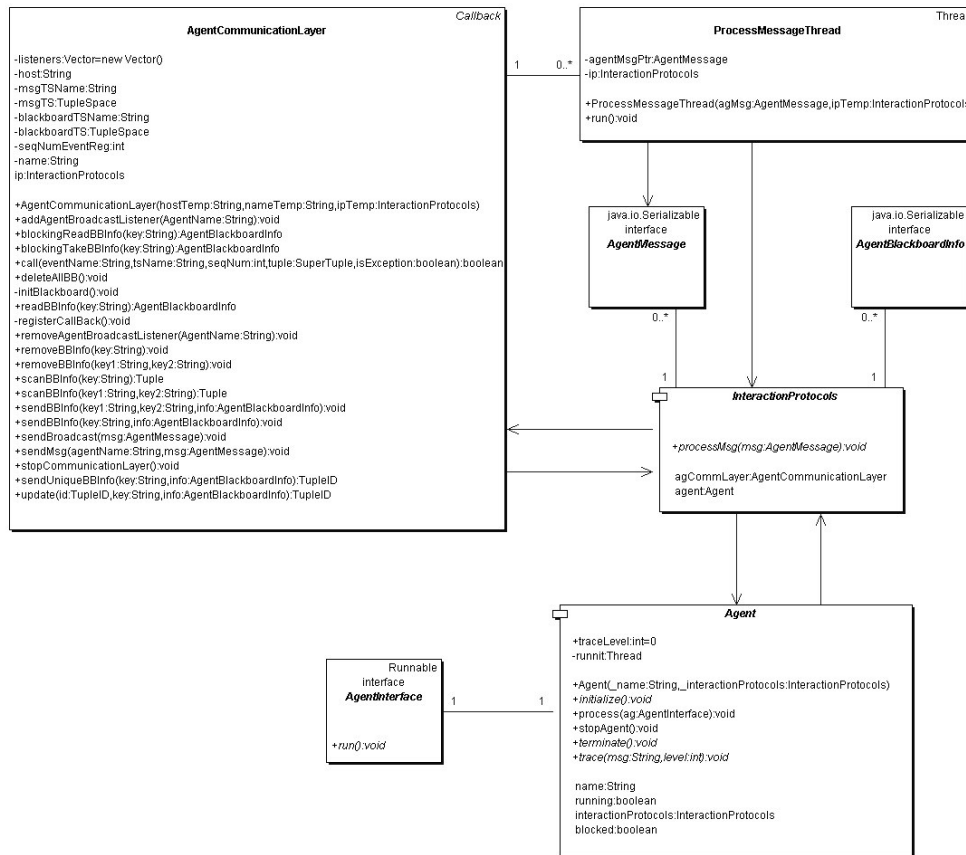 Callback
AgentCommunicationLayer
-listeners:Vector=new Vector()
-host:String
-msgTSName:String
-msgTS:TupleSpace
-blackboardTSName:String
-blackboardTS:TupleSpace
-seqNumEventReg:int
-name:String
ip:InteractionProtocols
+AgentCommunicationLayer(hostTemp:String,nameTemp:String,ipTemp:InteractionProtocols)
+addAgentBroadcastListener(AgentName:String):void
+blockingReadBBInfo(key:String):AgentBlackboardInfo
+blockingTakeBBInfo(key:String):AgentBlackboardInfo
+call(eventName:String,tsName:String,seqNum:int,tuple:SuperTuple,isException:boolean):boolean
+deleteAllBB():void
-initBlackboard():void
+readBBInfo(key:String):AgentBlackboardInfo
-registerCallBack():void
+removeAgentBroadcastListener(AgentName:String):void
+removeBBInfo(key:String):void
+removeBBInfo(key1:String,key2:String):void
+scanBBInfo(key:String):Tuple
+scanBBInfo(key1:String,key2:String):Tuple
+sendBBInfo(key1:String,key2:String,info:AgentBlackboardInfo):void
+sendBBInfo(key:String,info:AgentBlackboardInfo):void
+sendBroadcast(msg:AgentMessage):void
+sendMsg(agentName:String,msg:AgentMessage):void
+stopCommunicationLayer():void
+sendUniqueBBInfo(key:String,info:AgentBlackboardInfo):TupleID
+update(id:TupleID,key:String,info:AgentBlackboardInfo):TupleID
1
0..*
Threa
ProcessMessageThread
-agentMsgPtr:AgentMessage
-ip:InteractionProtocols
+ProcessMessageThread(agMsg:AgentMessage,ipTemp:InteractionProtocols
+run():void
java.io.Serializable
interface
AgentMessage
0..*
1
java.io.Serializable
interface
AgentBlackboardInfo
0..*
1
InteractionProtocols
+processMsg(msg:AgentMessage):void
agCommLayer:AgentCommunicationLayer
agent:Agent
Runnable
interface
AgentInterface
+run():void
1
1
Agent
+traceLevel:int=0
-runnit:Thread
+Agent(_name:String,_interactionProtocols:InteractionProtocols)
+initialize():void
+process(ag:AgentInterface):void
+stopAgent():void
+terminate():void
+trace(msg:String,level:int):void
name:String
running:boolean
interactionProtocols:InteractionProtocols
blocked:boolean